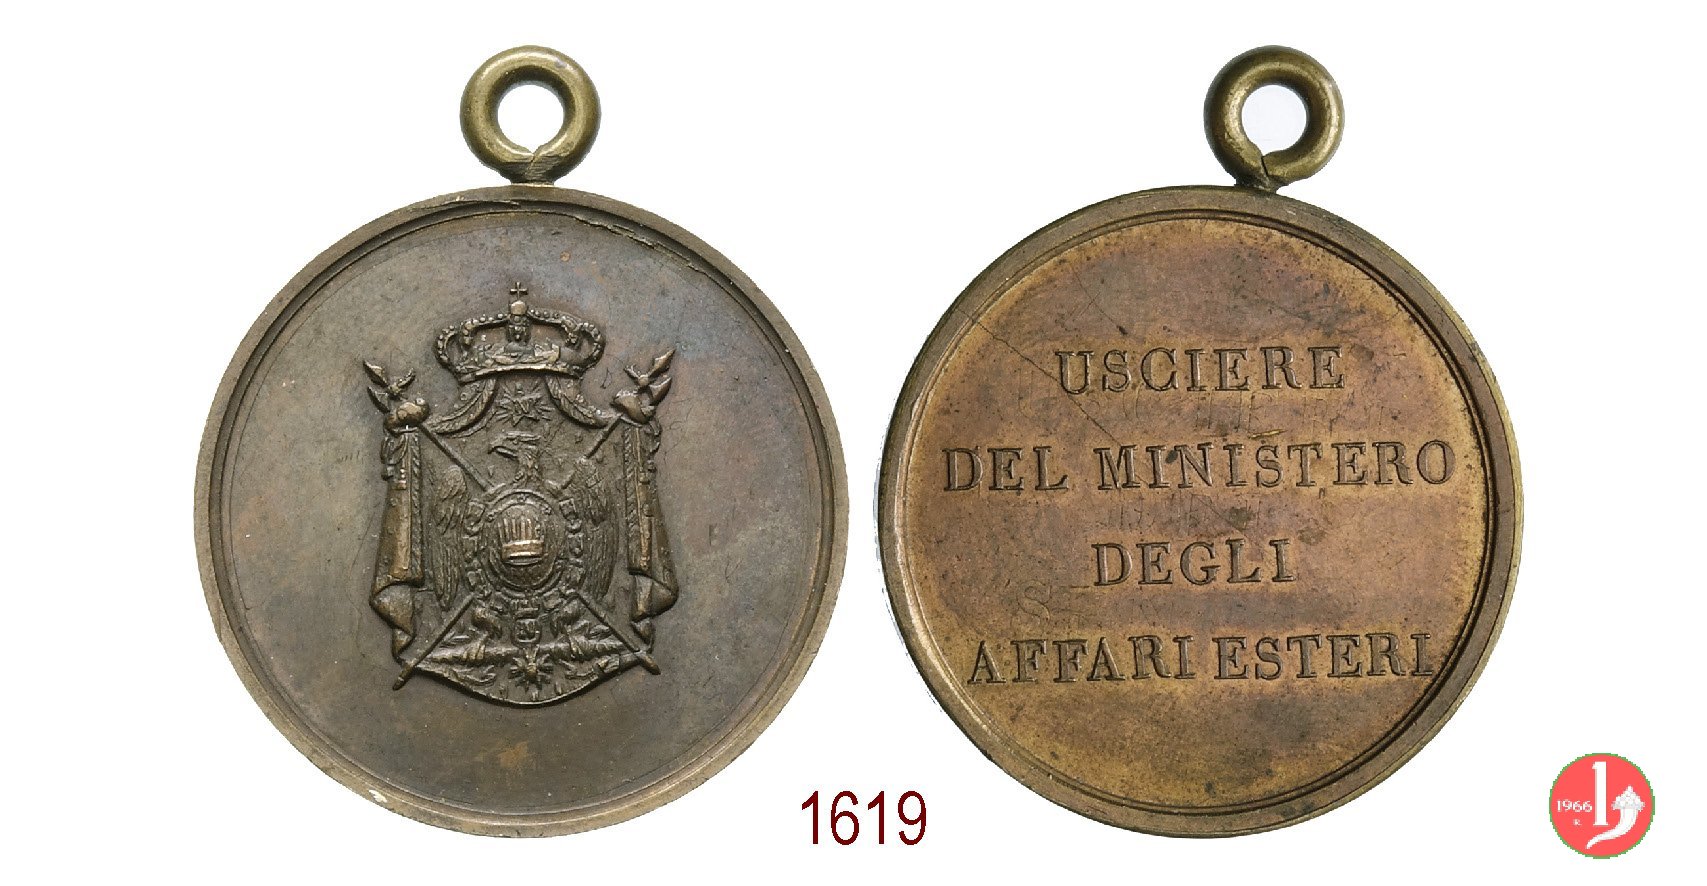 N
N
USCIERE
DEL MINISTERO
DEGLI
AFFARI ESTERI
1619
1966
R.